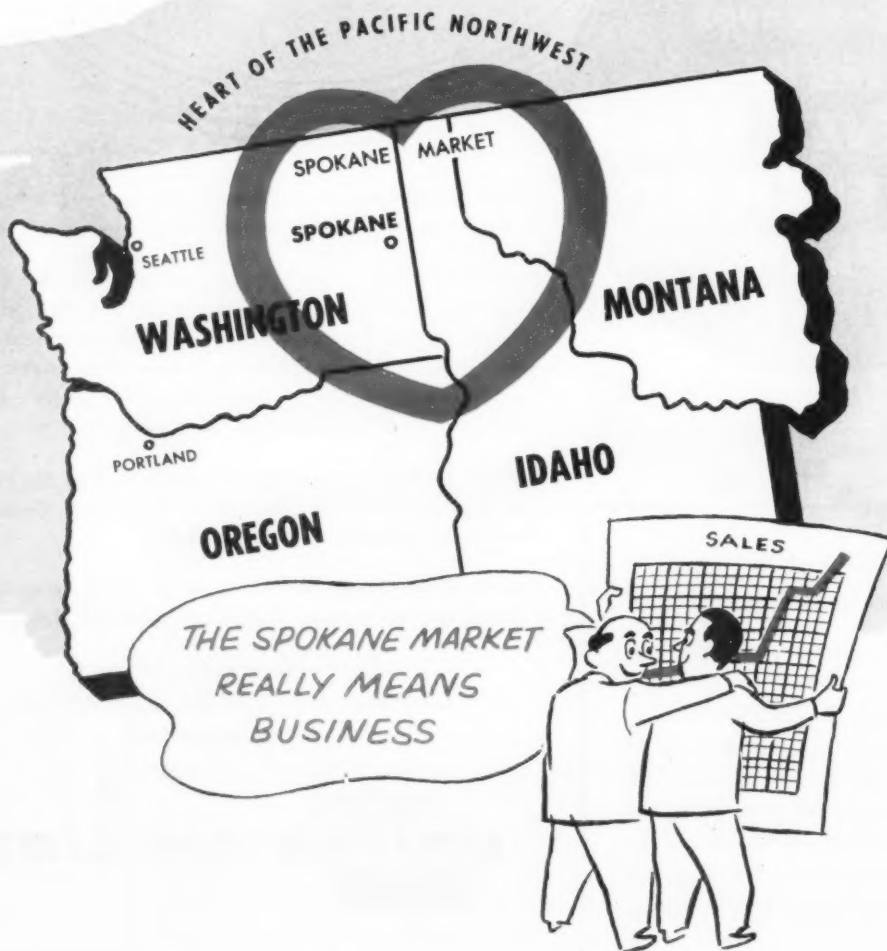 HEART OF THE PACIFIC NORTHWEST
SPOKANE MARKET
SPOKANE
SEATTLE
WASHINGTON
MONTANA
PORTLAND
IDAHO
OREGON
SALES
THE SPOKANE MARKET
REALLY MEANS
BUSINESS